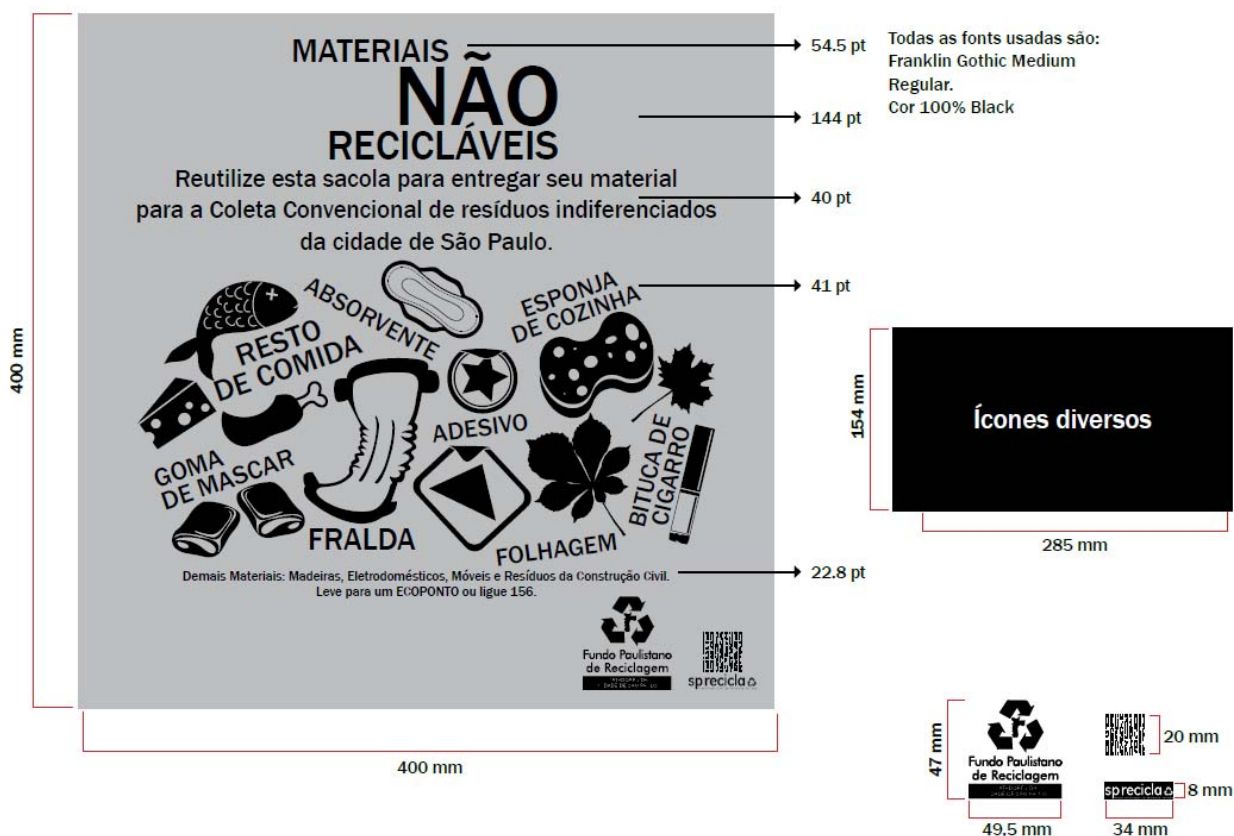 MATERIAIS
NÃO
RECICLÁVEIS
Reutilize esta sacola para entregar seu material
para a Coleta Convencional de resíduos indiferenciados
da cidade de São Paulo.
ABSORVENTE
ESPONJA
DE COZINHA
RESTO
DE COMIDA
ADESIVO
GOMA
DE MASCAR
BITUCA DE
CIGARRO
FRALDA
FOLHAGEM
Demais Materiais: Madeiras, Eletrodomésticos, Móveis e Resíduos da Construção Civil.
Leve para um ECOPONTO ou ligue 156.
Fundo Paulistano
de Reciclagem
sprecicla
400 mm
400 mm
54.5 pt
144 pt
40 pt
41 pt
22.8 pt
Todas as fonts usadas são:
Franklin Gothic Medium
Regular.
Cor 100% Black
154 mm
Ícones diversos
285 mm
47 mm
Fundo Paulistano
de Reciclagem
49.5 mm
20 mm
sprecicla
8 mm
34 mm